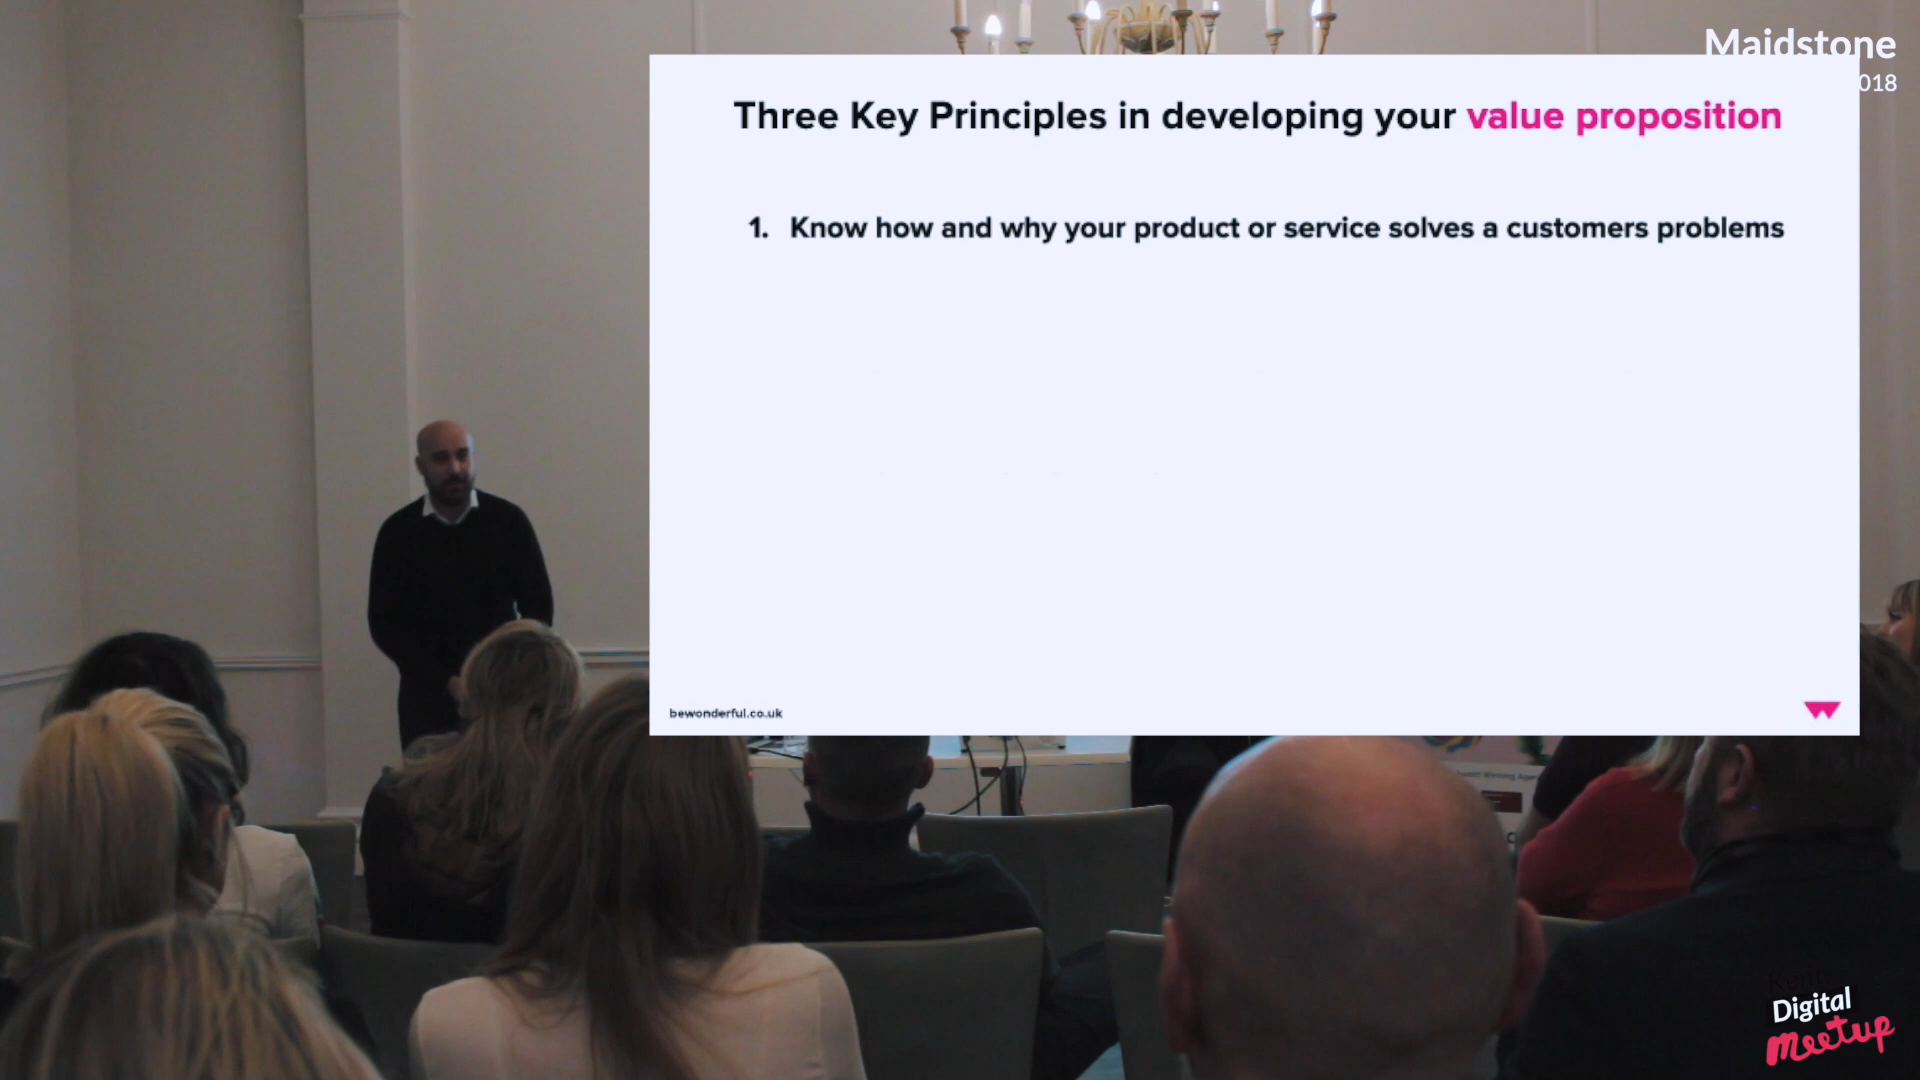 Maidstone
018
Three Key Principles in developing your value proposition
1. Know how and why your product or service solves a customers problems
bewonderful.co.uk
Winning
Digital
Meetup